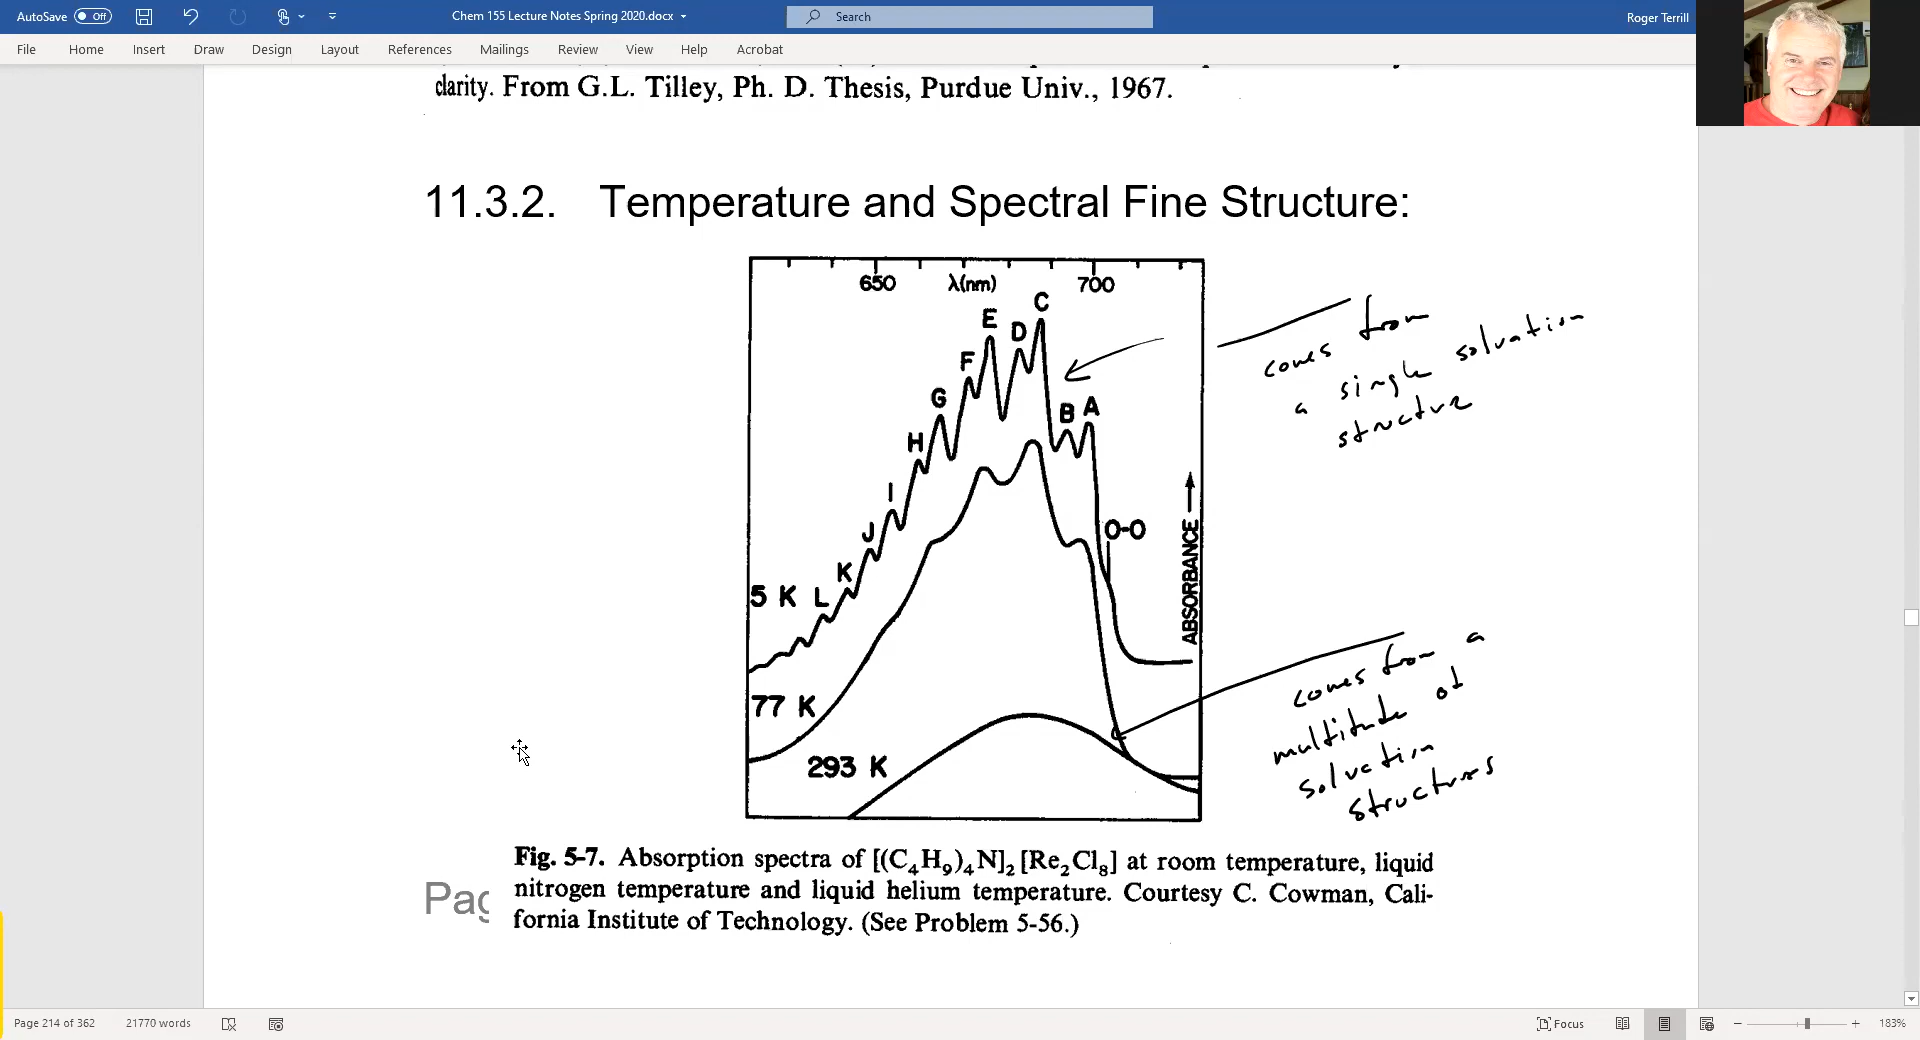 AutoSave Off Chem 155 Lecture Notes Spring 2020.docx Search Roger Terrill
File Home Insert Draw Design Layout References Mailings Review View Help Acrobat
clarity. From G.L. Tilley, Ph. D. Thesis, Purdue Univ., 1967.
11.3.2. Temperature and Spectral Fine Structure:
650 λ(nm) 700
C
E
D
F
G
B A
H
I
J
K
L
O-O
5 K
77 K
293 K
ABSORBANCE
comes from
a single solvation
structure
comes from a
multitude of
solvation
structures
Fig. 5-7. Absorption spectra of [(C₄H₉)₄N]₂[Re₂Cl₈] at room temperature, liquid
nitrogen temperature and liquid helium temperature. Courtesy C. Cowman, Cali-
fornia Institute of Technology. (See Problem 5-56.)
Pag
Page 214 of 362 21770 words Focus 183%